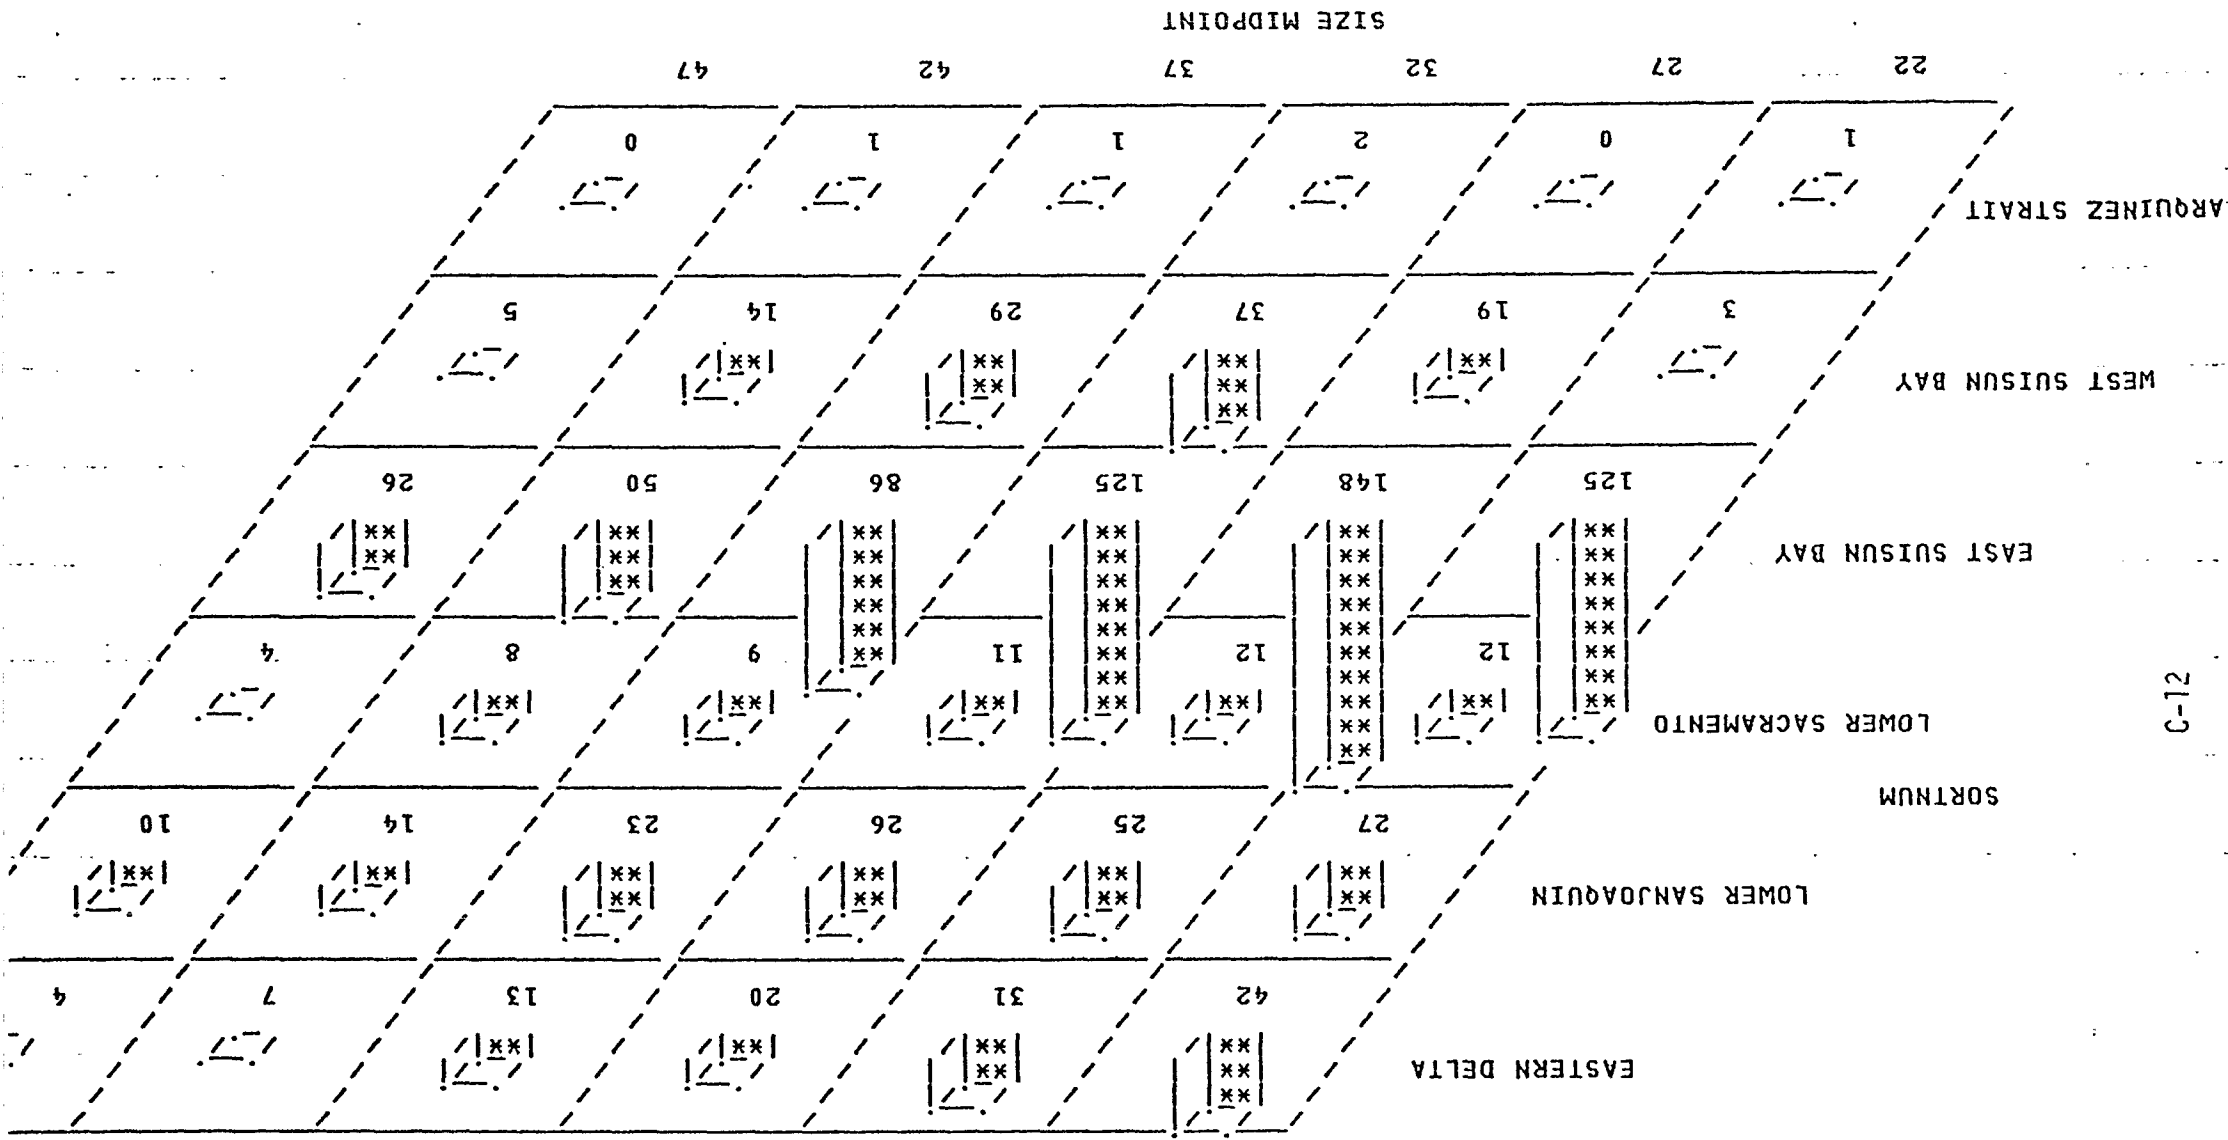 EASTERN DELTA
42 31 20 13 7 4
LOWER SANJOAQUIN
27 25 26 23 14 10
SORTNUM
LOWER SACRAMENTO
12 12 11 9 8 4
EAST SUISUN BAY
125 148 125 86 50 26
WEST SUISUN BAY
3 19 37 29 14 5
ARQUINEZ STRAIT
1 0 2 1 1 0
22 27 32 37 42 47
SIZE MIDPOINT
C-12